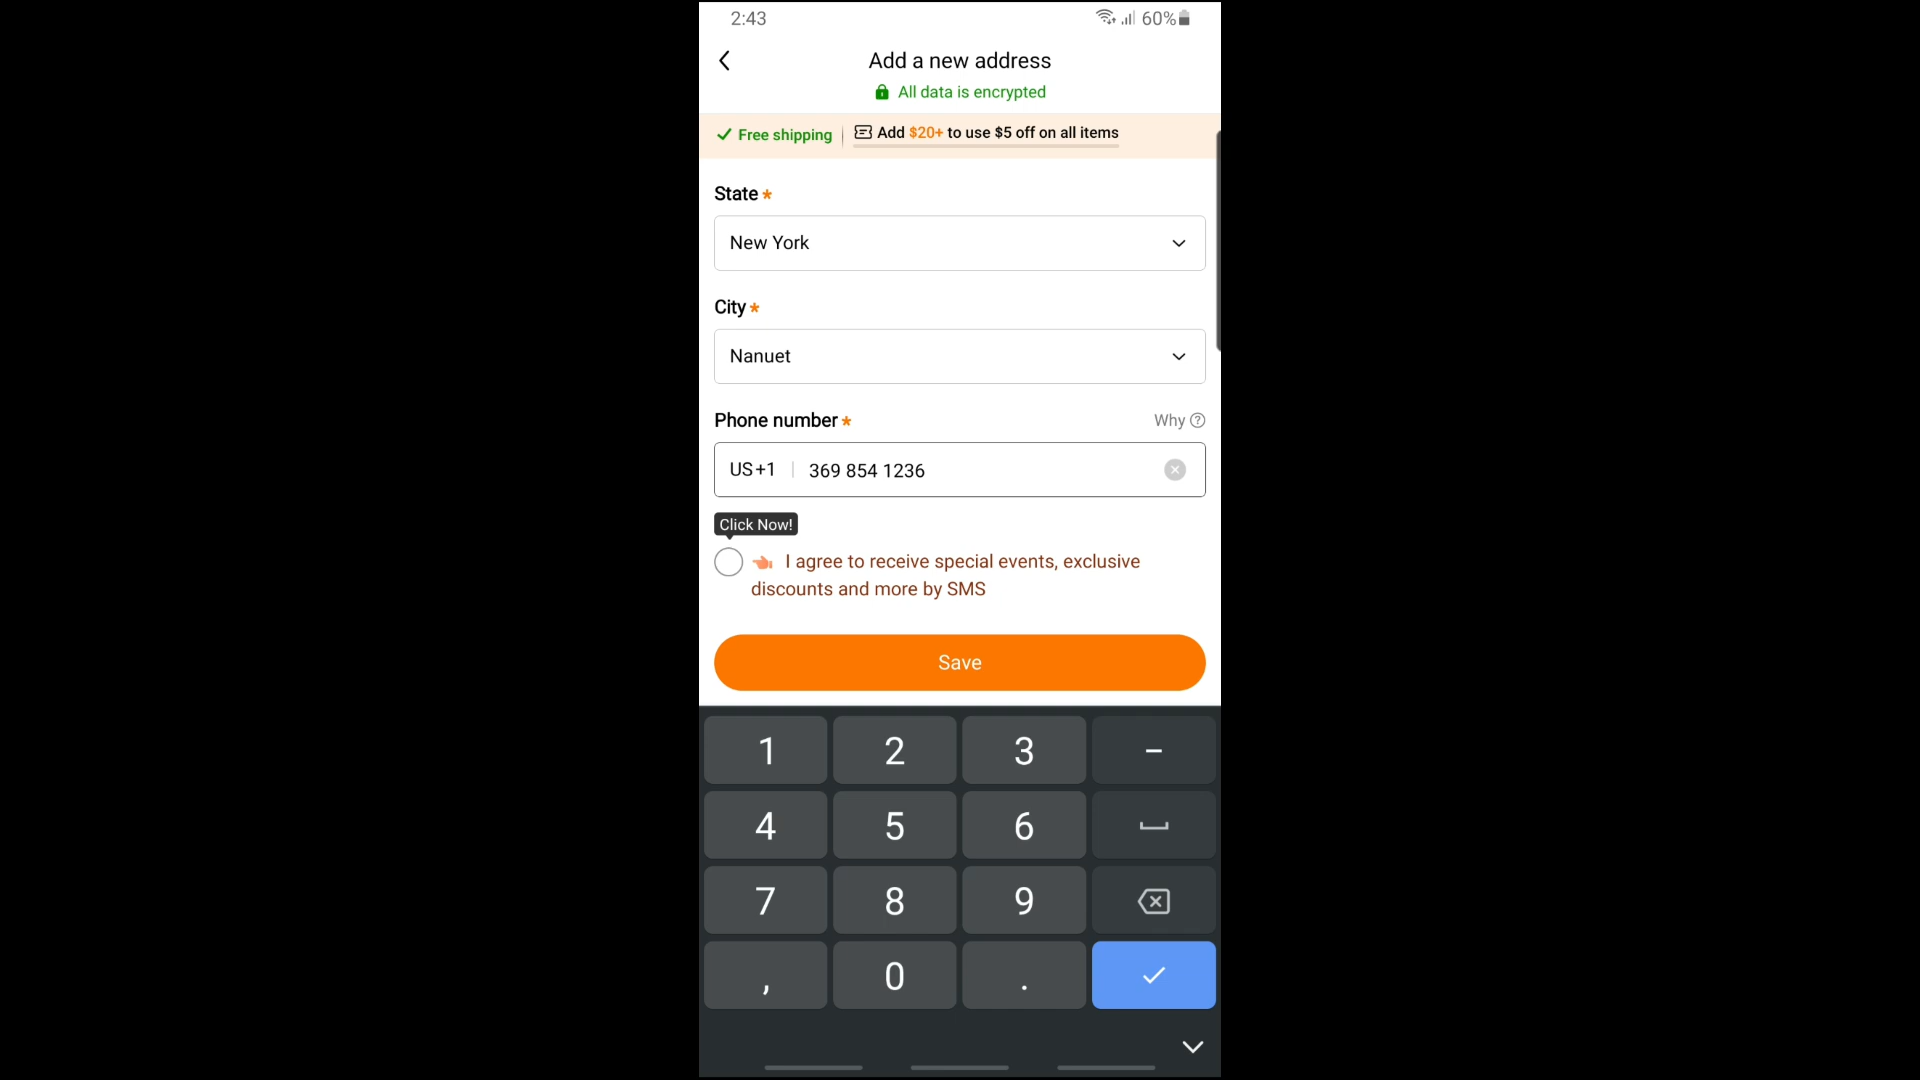 2:43
60%
Add a new address
All data is encrypted
Free shipping
Add $20+ to use $5 off on all items
State *
New York
City *
Nanuet
Phone number *
Why ?
US +1
369 854 1236
Click Now!
I agree to receive special events, exclusive
discounts and more by SMS
Save
1 2 3 -
4 5 6
7 8 9
, 0 .